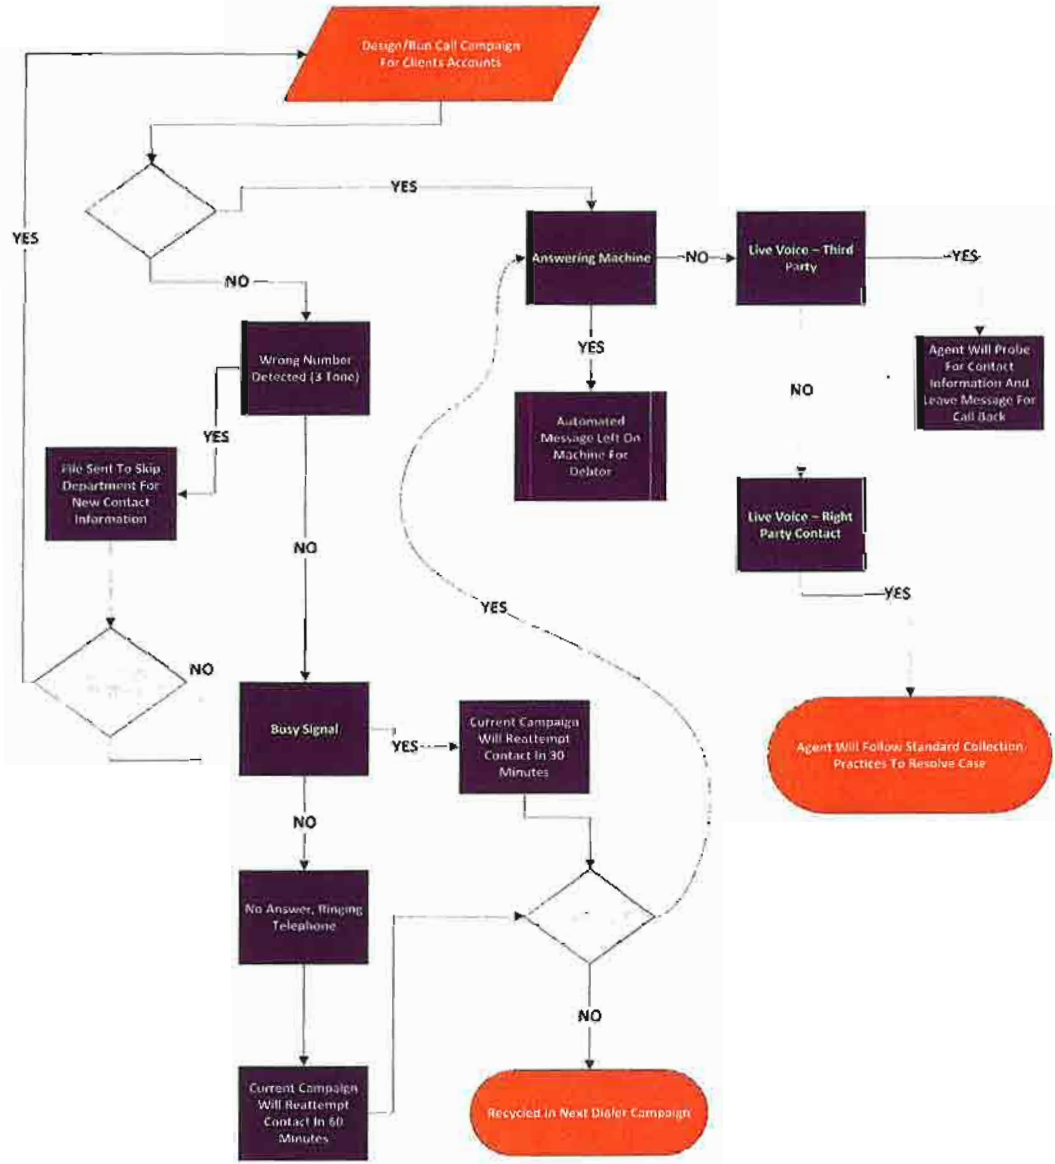 Design/Run Call Campaign
For Clients Accounts
YES
YES
Answering Machine
NO
Live Voice – Third
Party
YES
NO
Wrong Number
Detected (3 Tone)
YES
Agent Will Probe
For Contact
Information And
Leave Message For
Call Back
NO
Automated
Message Left On
Machine For
Debtor
YES
File Sent To Skip
Department For
New Contact
Information
Live Voice – Right
Party Contact
NO
YES
YES
NO
Busy Signal
YES
Current Campaign
Will Reattempt
Contact In 30
Minutes
Agent Will Follow Standard Collection
Practices To Resolve Case
NO
No Answer, Ringing
Telephone
NO
Current Campaign
Will Reattempt
Contact In 60
Minutes
Recycled in Next Dialer Campaign